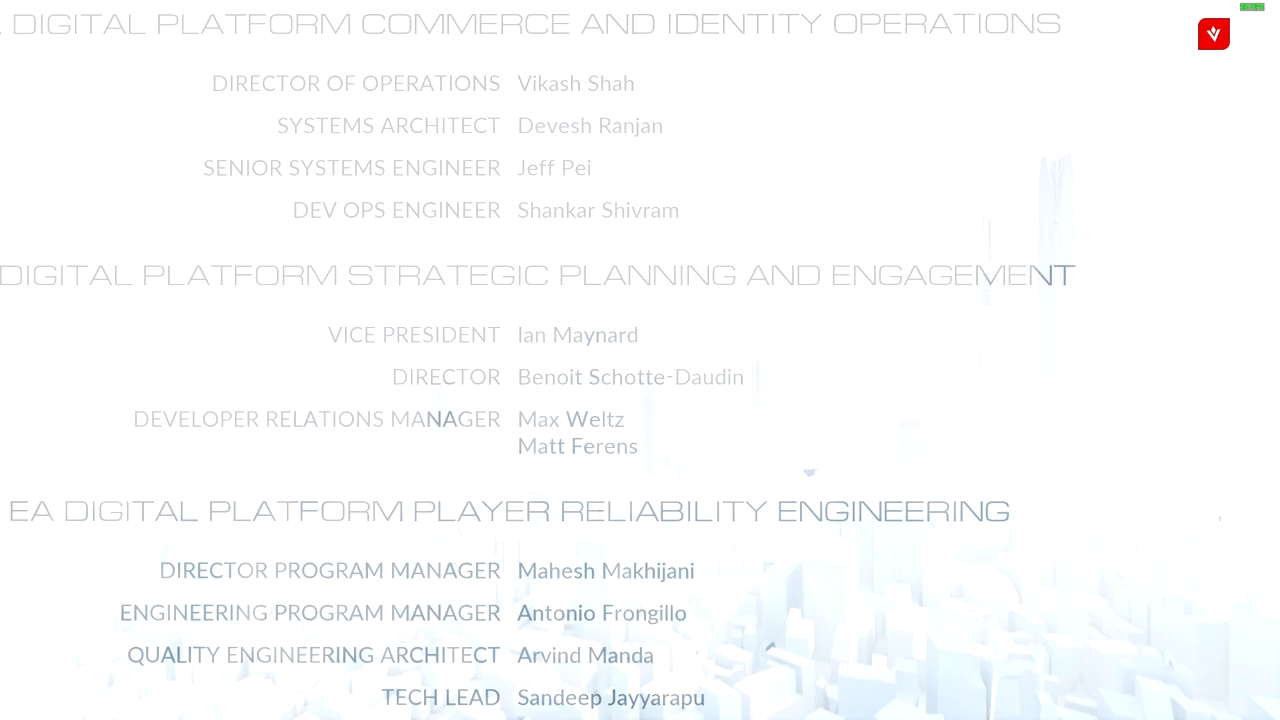 DIGITAL PLATFORM COMMERCE AND IDENTITY OPERATIONS
DIRECTOR OF OPERATIONS Vikash Shah
SYSTEMS ARCHITECT Devesh Ranjan
SENIOR SYSTEMS ENGINEER Jeff Pei
DEV OPS ENGINEER Shankar Shivram
DIGITAL PLATFORM STRATEGIC PLANNING AND ENGAGEMENT
VICE PRESIDENT Ian Maynard
DIRECTOR Benoit Schotte-Daudin
DEVELOPER RELATIONS MANAGER Max Weltz
Matt Ferens
EA DIGITAL PLATFORM PLAYER RELIABILITY ENGINEERING
DIRECTOR PROGRAM MANAGER Mahesh Makhijani
ENGINEERING PROGRAM MANAGER Antonio Frongillo
QUALITY ENGINEERING ARCHITECT Arvind Manda
TECH LEAD Sandeep Jayyarapu